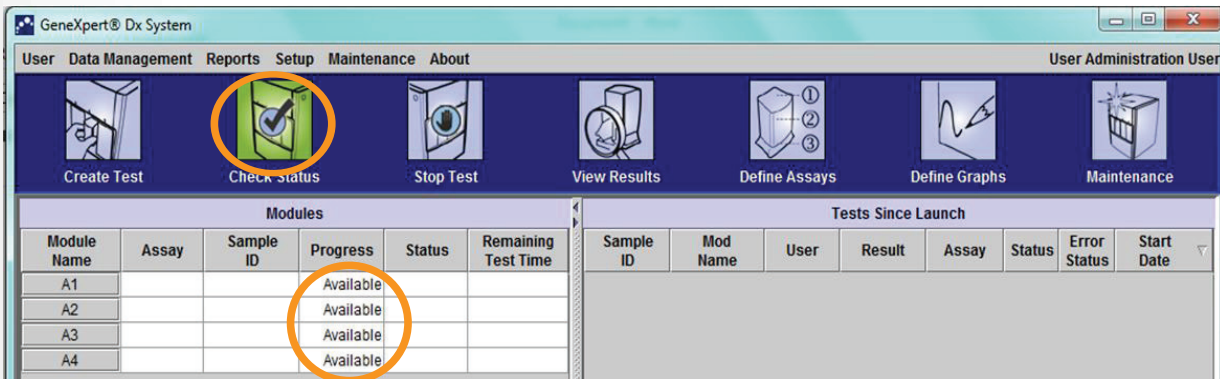 GeneXpert® Dx System
User Data Management Reports Setup Maintenance About User Administration User
Create Test Check Status Stop Test View Results Define Assays Define Graphs Maintenance
Modules Tests Since Launch
Module Name Assay Sample ID Progress Status Remaining Test Time Sample ID Mod Name User Result Assay Status Error Status Start Date
A1 Available
A2 Available
A3 Available
A4 Available